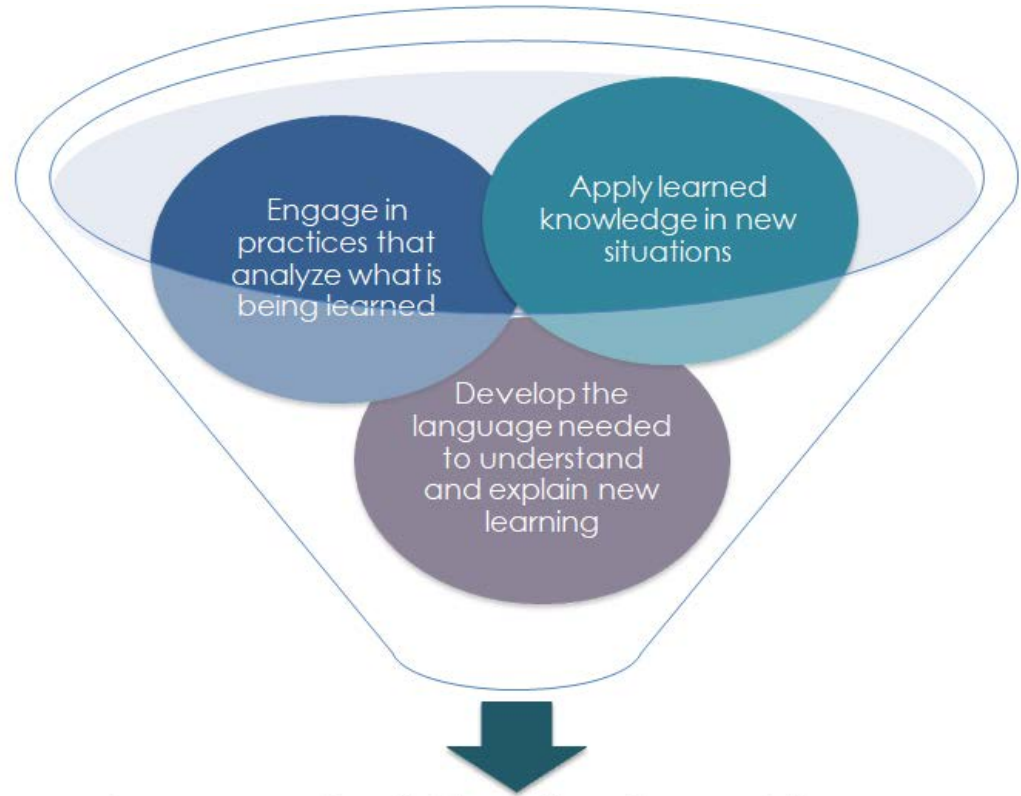 Engage in
practices that
analyze what is
being learned
Apply learned
knowledge in new
situations
Develop the
language needed
to understand
and explain new
learning